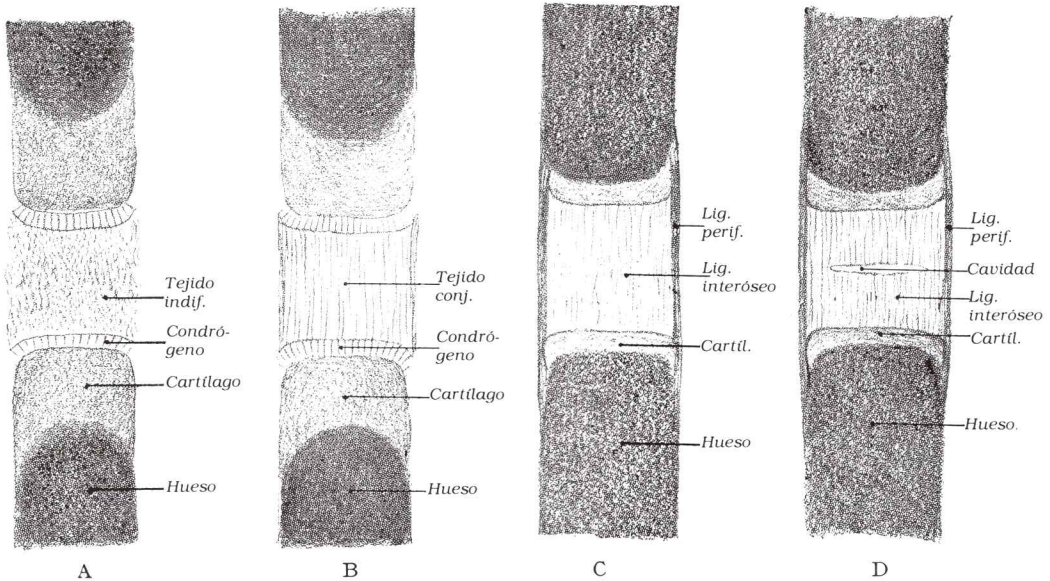 Tejido
indif.
Condró-
geno
Cartílago
Hueso
A
Tejido
conj.
Condró-
geno
Cartílago
Hueso
B
Lig.
perif.
Lig.
interóseo
Cartíl.
Hueso
C
Lig.
perif.
Cavidad
Lig.
interóseo
Cartíl.
Hueso.
D